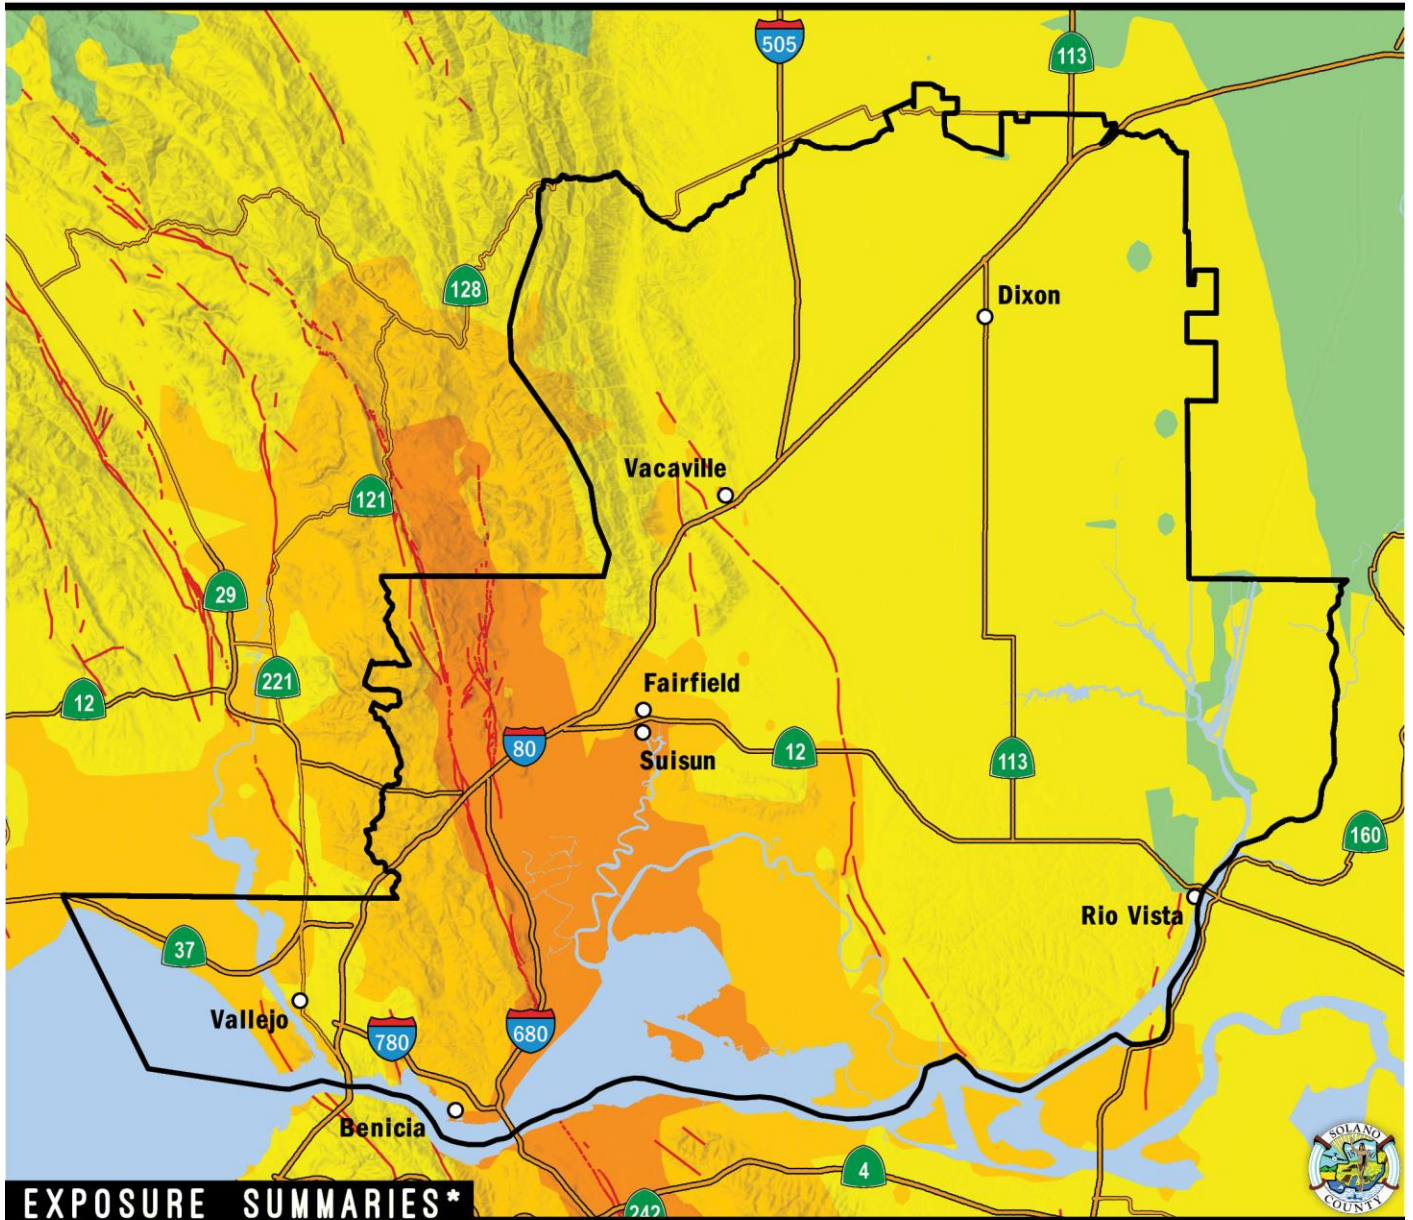 505
113
128
Dixon
Vacaville
121
29
221
12
Fairfield
80
Suisun
12
113
160
Rio Vista
37
Vallejo
780
680
Benicia
4
242
EXPOSURE SUMMARIES*
SOLANO
COUNTY